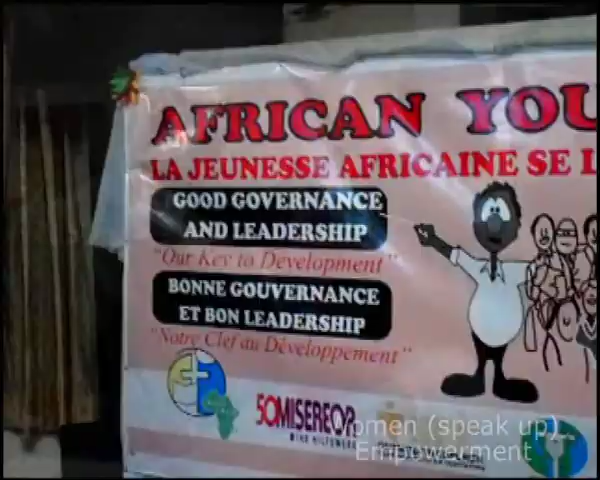 AFRICAN YOU
LA JEUNESSE AFRICAINE SE L
GOOD GOVERNANCE
AND LEADERSHIP
"Our Key to Development"
BONNE GOUVERNANCE
ET BON LEADERSHIP
"Notre Clef au Développement"
50MISEREOR
omen (speak up)
Empowerment